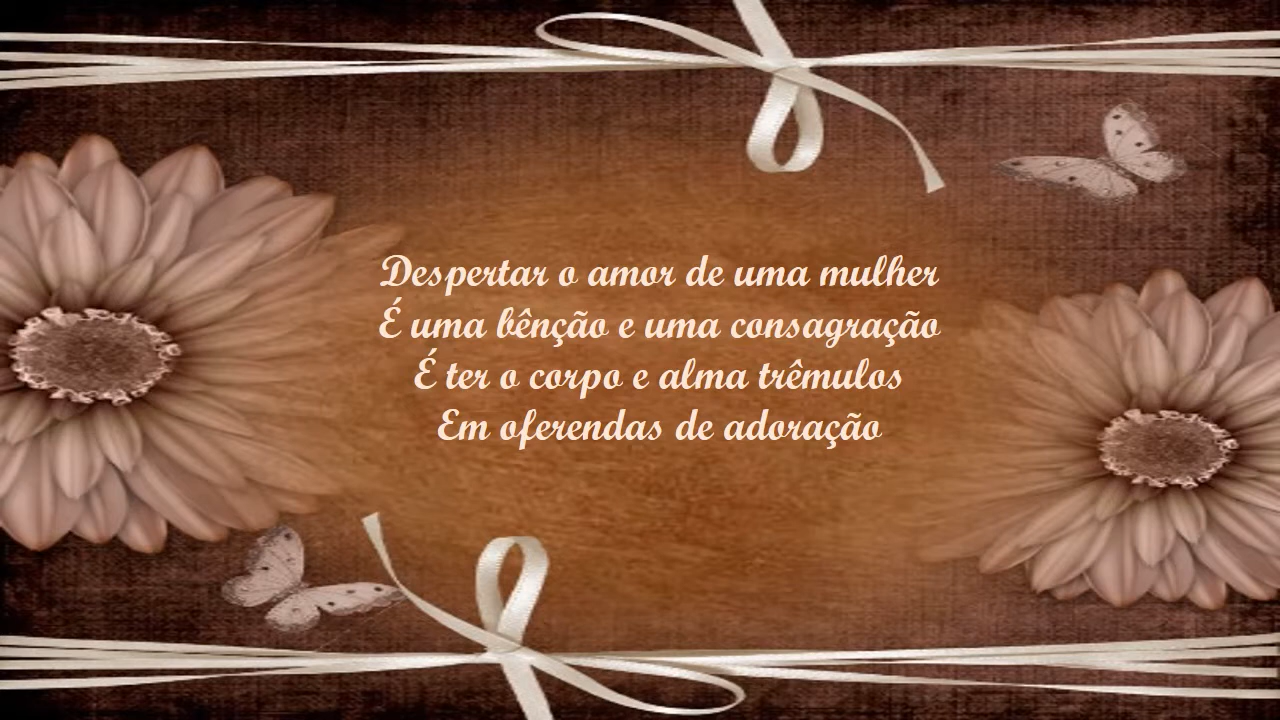 Despertar o amor de uma mulher
É uma bênção e uma consagração
É ter o corpo e alma trêmulos
Em oferendas de adoração